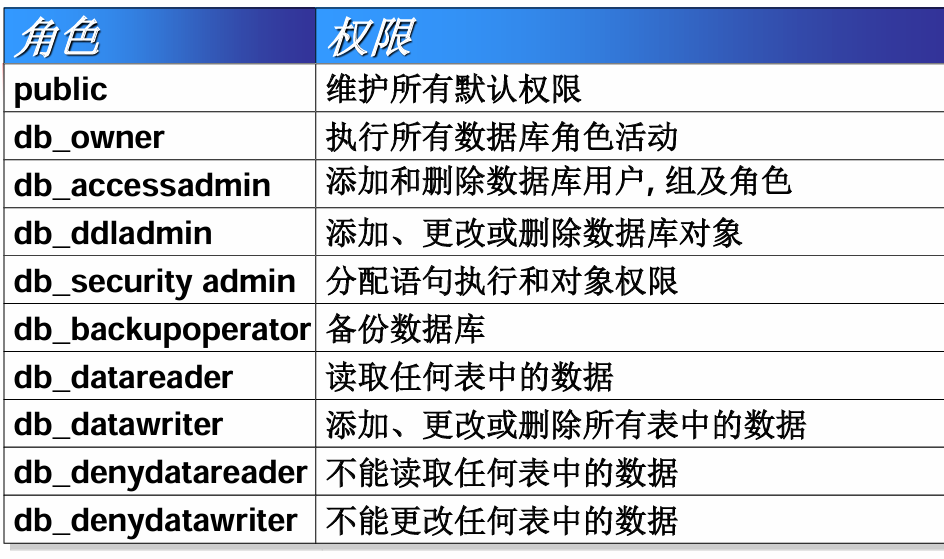 角色 权限
public 维护所有默认权限
db_owner 执行所有数据库角色活动
db_accessadmin 添加和删除数据库用户, 组及角色
db_ddladmin 添加、更改或删除数据库对象
db_security admin 分配语句执行和对象权限
db_backupoperator 备份数据库
db_datareader 读取任何表中的数据
db_datawriter 添加、更改或删除所有表中的数据
db_denydatareader 不能读取任何表中的数据
db_denydatawriter 不能更改任何表中的数据